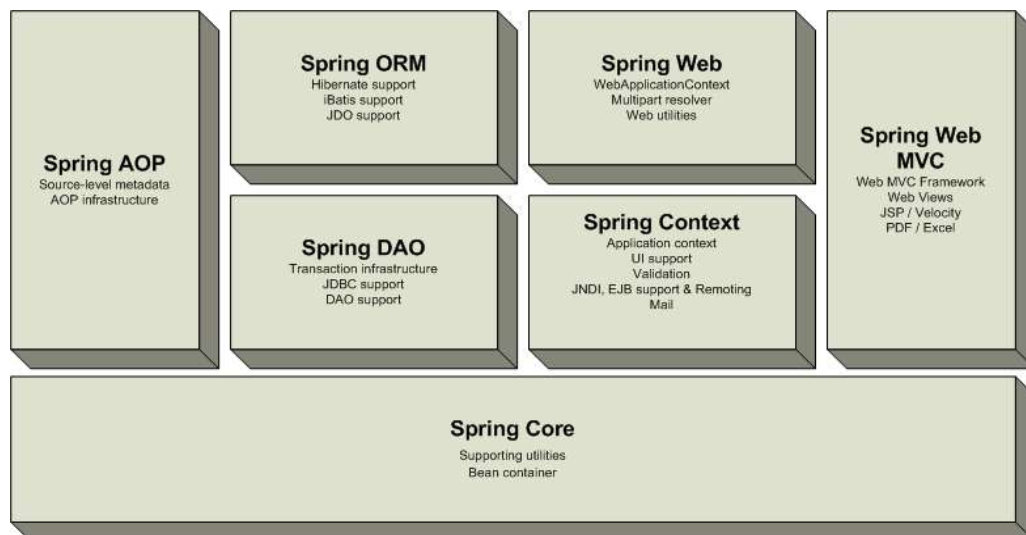 Spring AOP
Source-level metadata
AOP infrastructure
Spring ORM
Hibernate support
iBatis support
JDO support
Spring Web
WebApplicationContext
Multipart resolver
Web utilities
Spring Web
MVC
Web MVC Framework
Web Views
JSP / Velocity
PDF / Excel
Spring DAO
Transaction infrastructure
JDBC support
DAO support
Spring Context
Application context
UI support
Validation
JNDI, EJB support & Remoting
Mail
Spring Core
Supporting utilities
Bean container